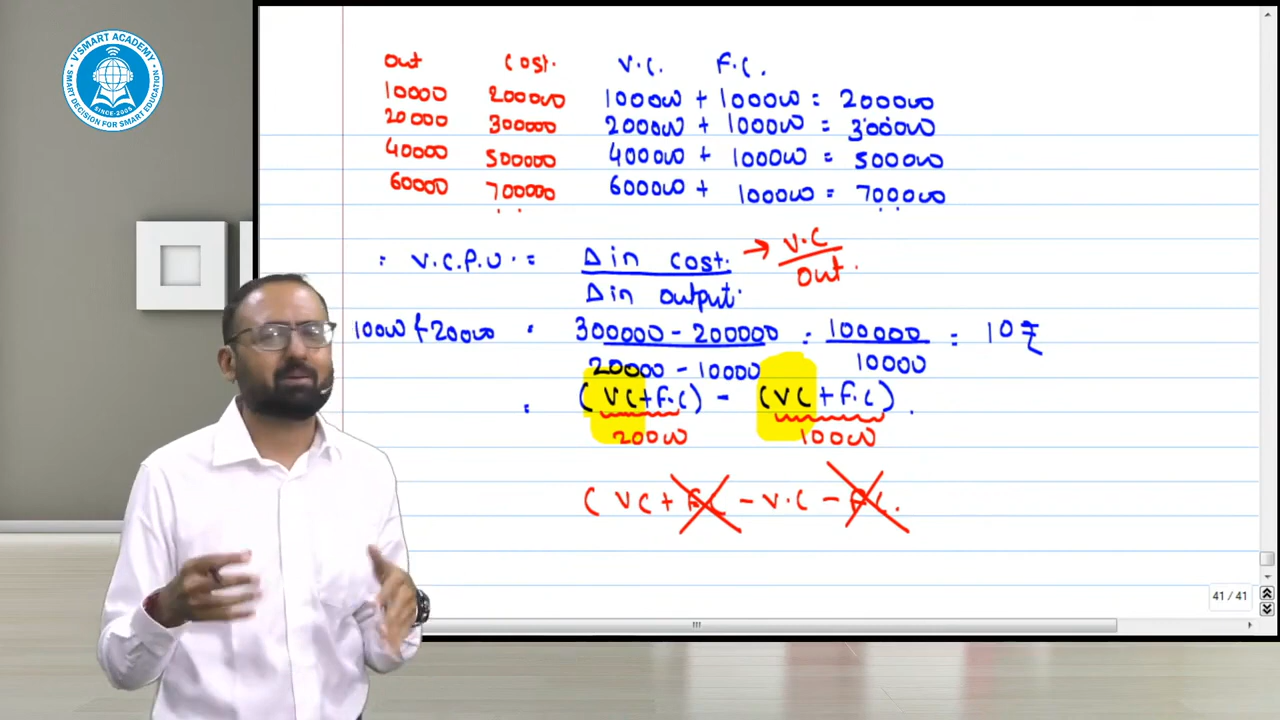 V'SMART ACADEMY
SMART DECISION FOR SMART EDUCATION
SINCE-2005
Out Cost. V.C. F.C.
10000 200000 100000 + 100000 = 200000
20000 300000 200000 + 100000 = 300000
40000 500000 400000 + 100000 = 500000
60000 700000 600000 + 100000 = 700000
= V.C.P.U. = Δ in cost. → V.C
Δ in output. Out.
300000 - 200000 = 100000 = 10 ₹
20000 - 10000 10000
= (VC+F.C) - (VC+F.C)
20000 10000
(VC+F.C - V.C - F.C.
41 / 41